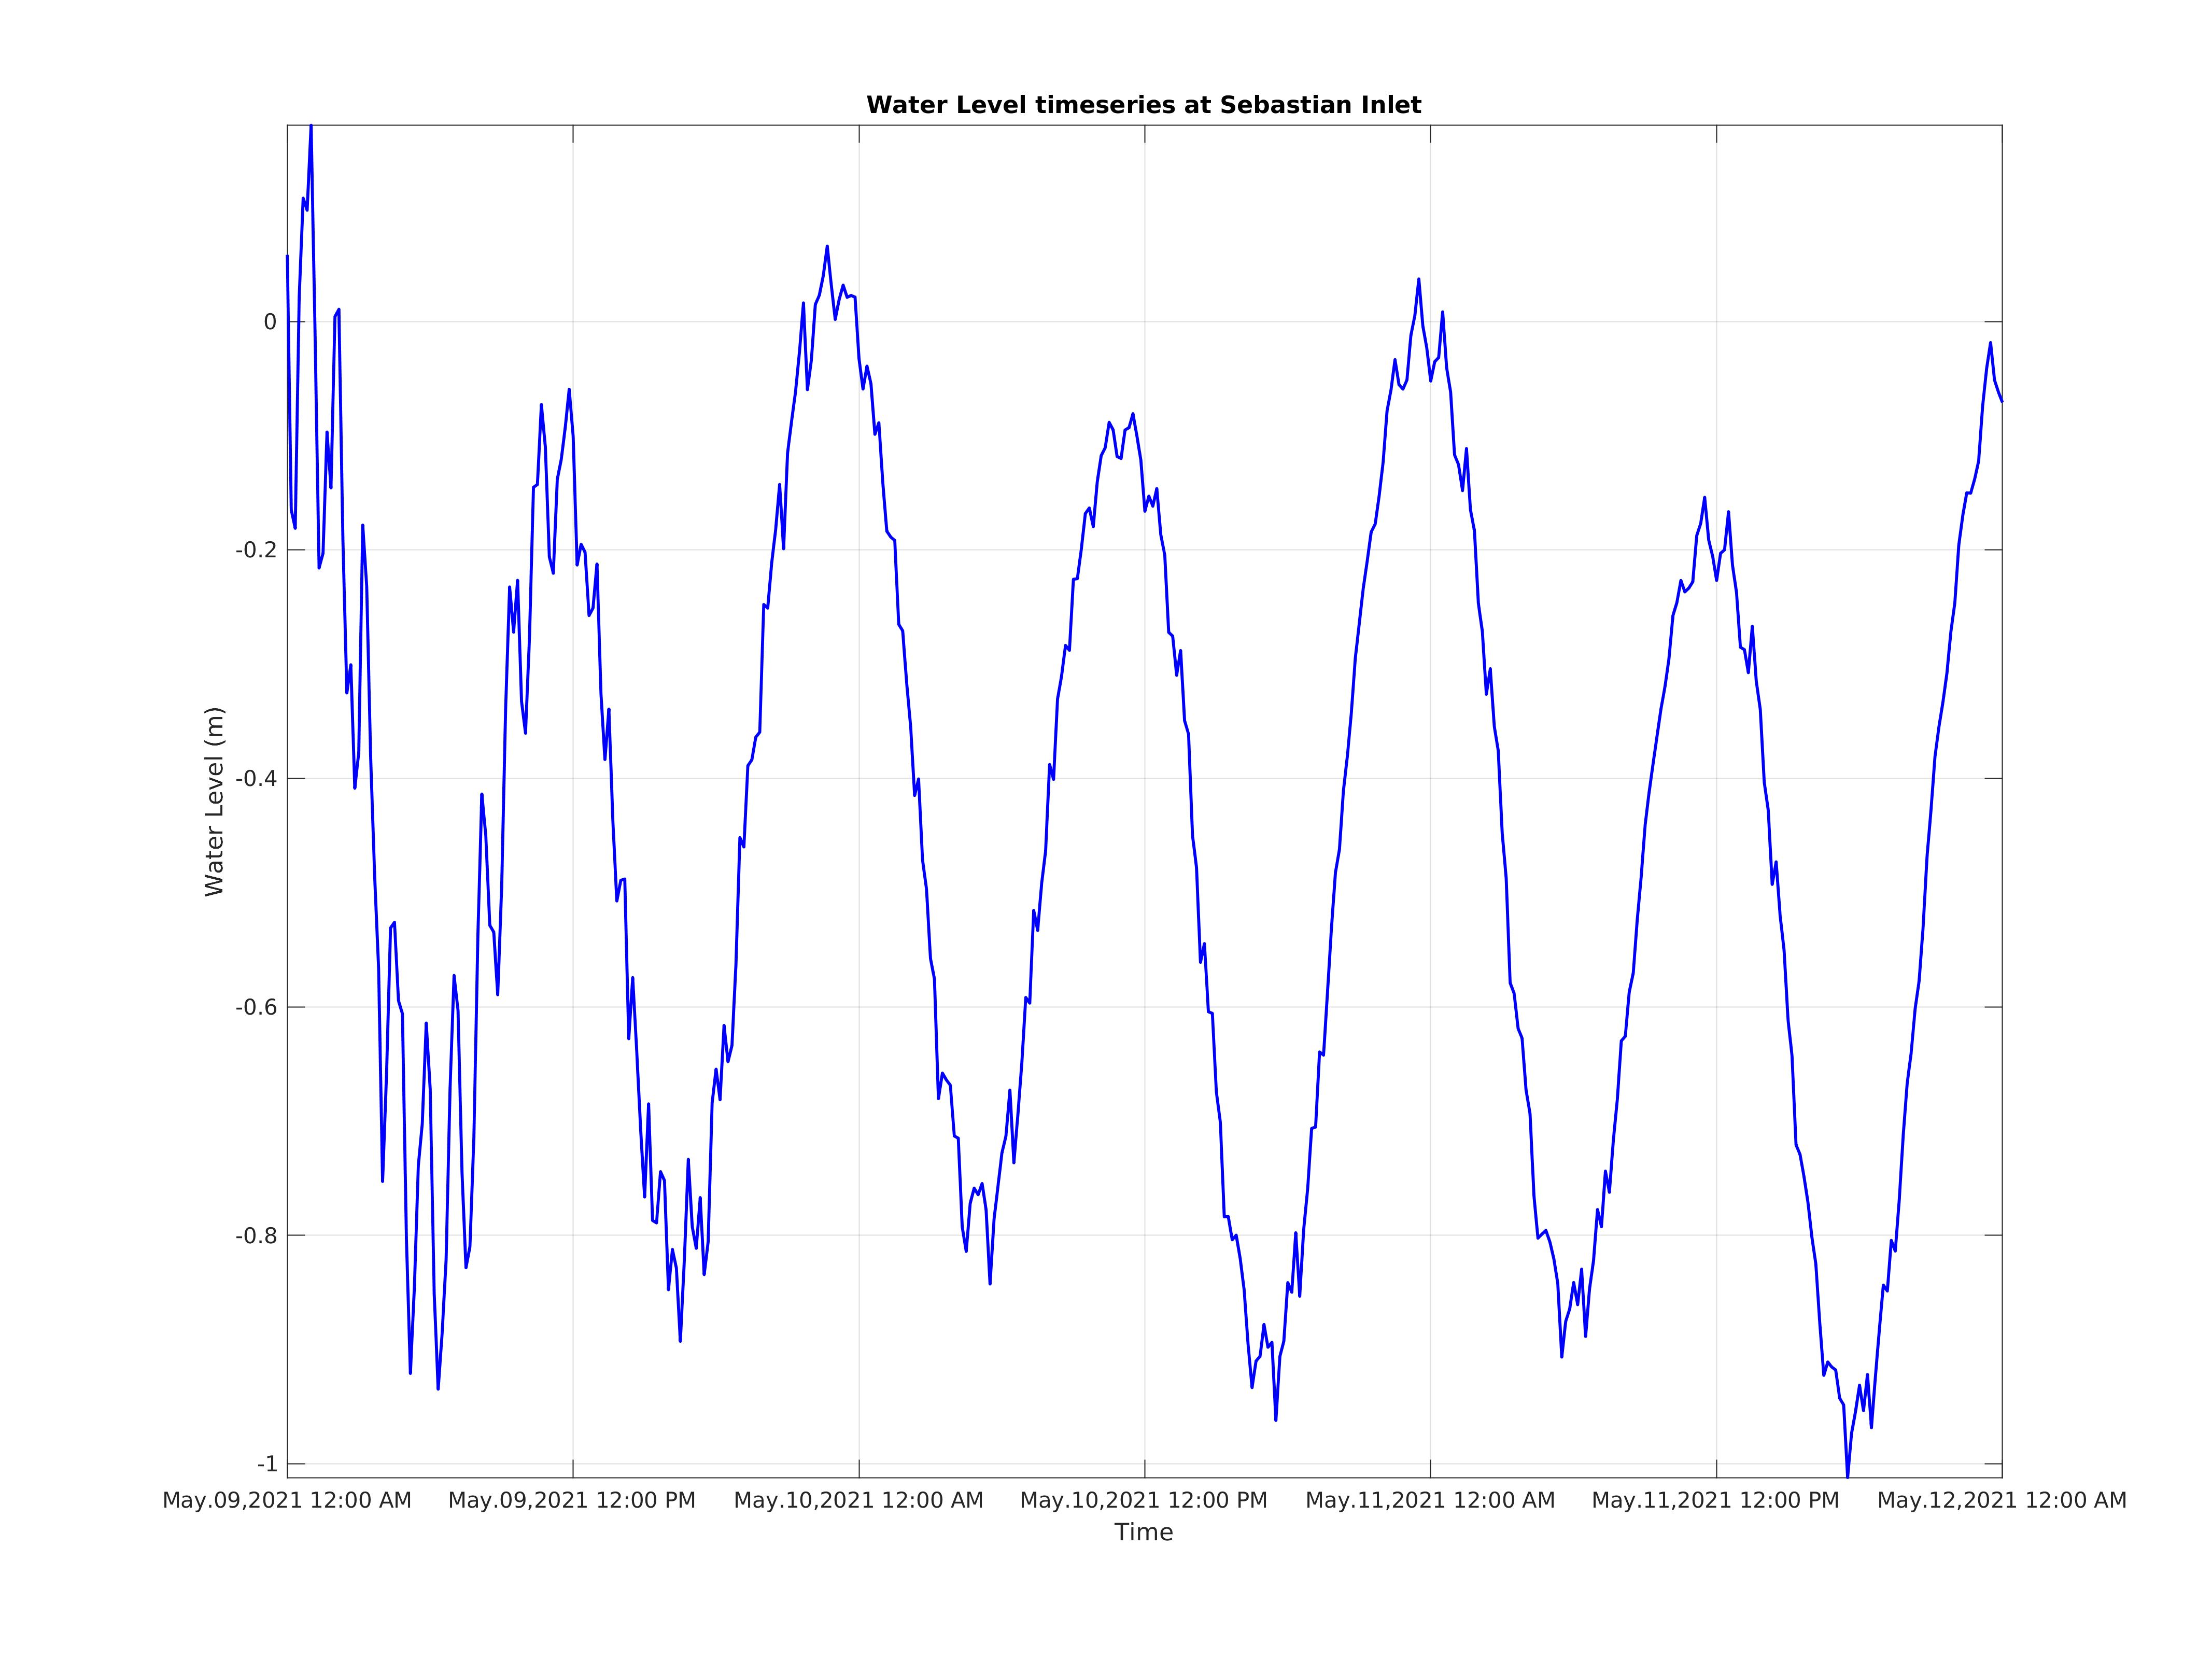 Water Level timeseries at Sebastian Inlet
0
-0.2
-0.4
-0.6
-0.8
-1
Water Level (m)
May.09,2021 12:00 AM May.09,2021 12:00 PM May.10,2021 12:00 AM May.10,2021 12:00 PM May.11,2021 12:00 AM May.11,2021 12:00 PM May.12,2021 12:00 AM
Time